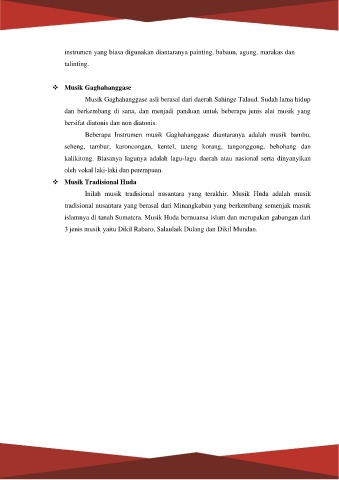 instrumen yang biasa digunakan diantaranya painting, babaun, agung, marakas dan
talinting.
❖ Musik Gaghahanggase
Musik Gaghahanggase asli berasal dari daerah Sahinge Talaud. Sudah lama hidup
dan berkembang di sana, dan menjadi panduan untuk beberapa jenis alat musik yang
bersifat diatonis dan non diatonis.
Beberapa Instrumen musik Gaghahanggase diantaranya adalah musik bambu,
seheng, tambur, karoncongan, kentel, tateng korang, tangonggong, behohang dan
kalikitong. Biasanya lagunya adalah lagu-lagu daerah atau nasional serta dinyanyikan
oleh vokal laki-laki dan perempuan.
❖ Musik Tradisional Huda
Inilah musik tradisional nusantara yang terakhir. Musik Huda adalah musik
tradisional nusantara yang berasal dari Minangkabau yang berkembang semenjak masuk
islamnya di tanah Sumatera. Musik Huda bernuansa islam dan merupakan gabungan dari
3 jenis musik yaitu Dikil Rabaro, Salaulaik Dulang dan Dikil Mundan.